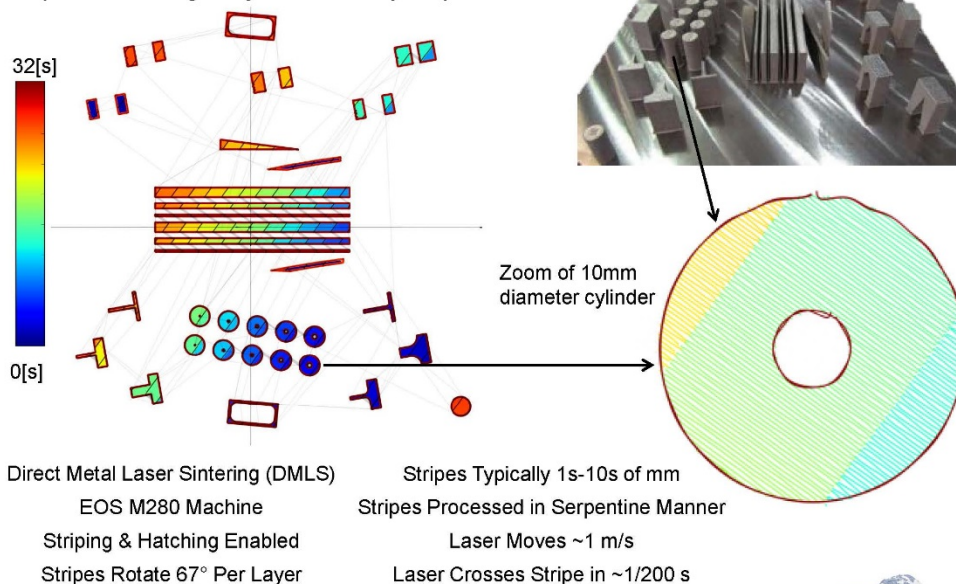 32[s]
0[s]
Zoom of 10mm
diameter cylinder
Direct Metal Laser Sintering (DMLS)
EOS M280 Machine
Striping & Hatching Enabled
Stripes Rotate 67° Per Layer
Stripes Typically 1s-10s of mm
Stripes Processed in Serpentine Manner
Laser Moves ~1 m/s
Laser Crosses Stripe in ~1/200 s